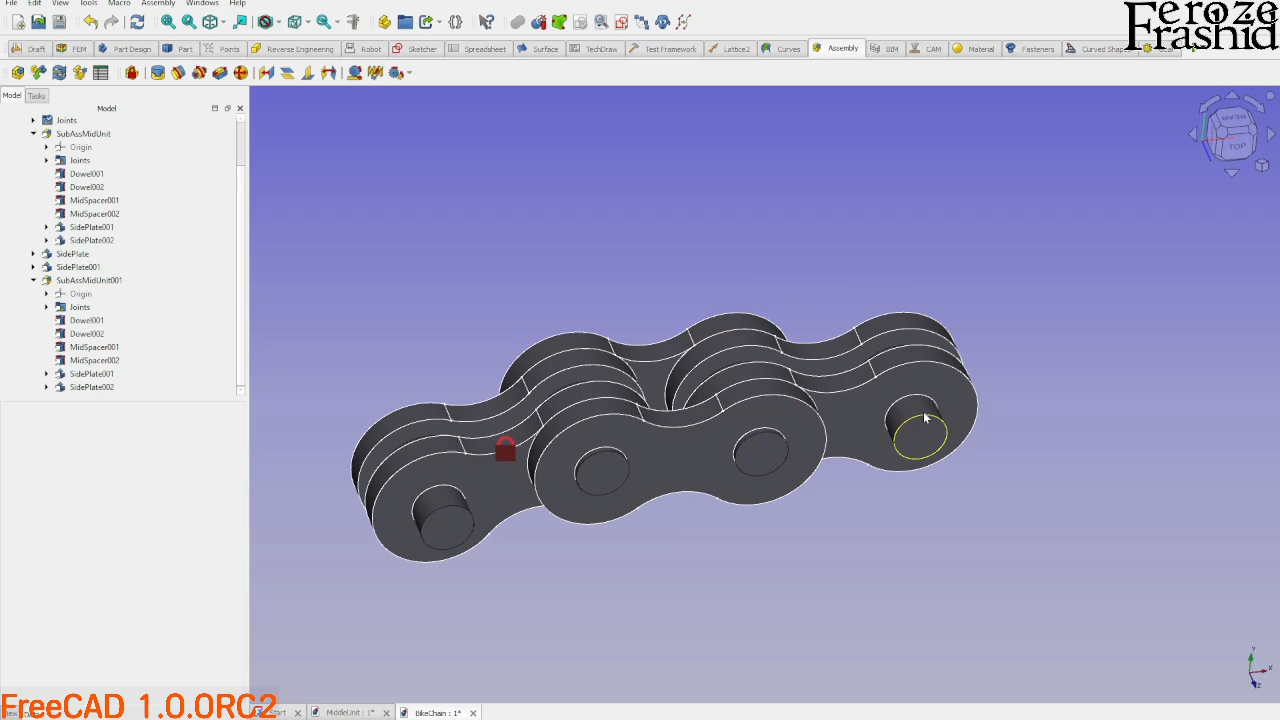 File Edit View Tools Macro Assembly Windows Help
Feroze
Frashid
Draft FEM Part Design Part Points Reverse Engineering Robot Sketcher Spreadsheet Surface TechDraw Test Framework Lattice2 Curves Assembly BIM CAM Material Fasteners
Model Tasks
Model
Joints
SubAssMidUnit
Origin
Joints
Dowel001
Dowel002
MidSpacer001
MidSpacer002
SidePlate001
SidePlate002
SidePlate
SidePlate001
SubAssMidUnit001
Origin
Joints
Dowel001
Dowel002
MidSpacer001
MidSpacer002
SidePlate001
SidePlate002
REAR
TOP
Y
X
Z
FreeCAD 1.0.0RC2
Start MiddleUnit : 1* BikeChain : 1*